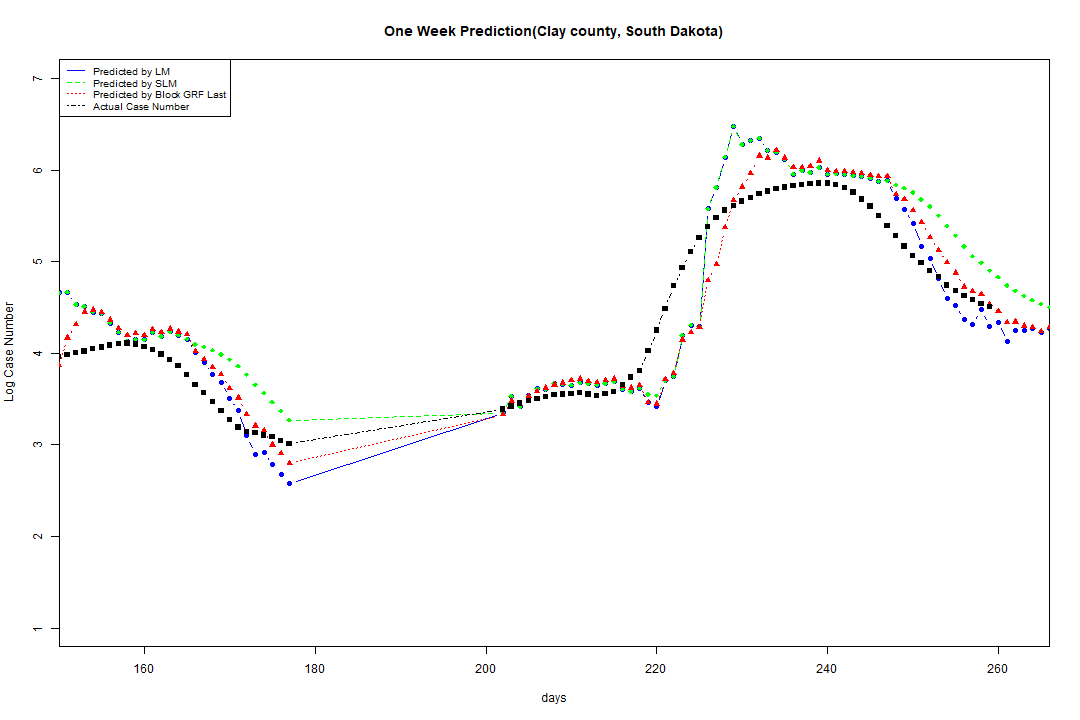 One Week Prediction(Clay county, South Dakota)
Predicted by LM
Predicted by SLM
Predicted by Block GRF Last
Actual Case Number
7
6
5
4
3
2
1
Log Case Number
160 180 200 220 240 260
days